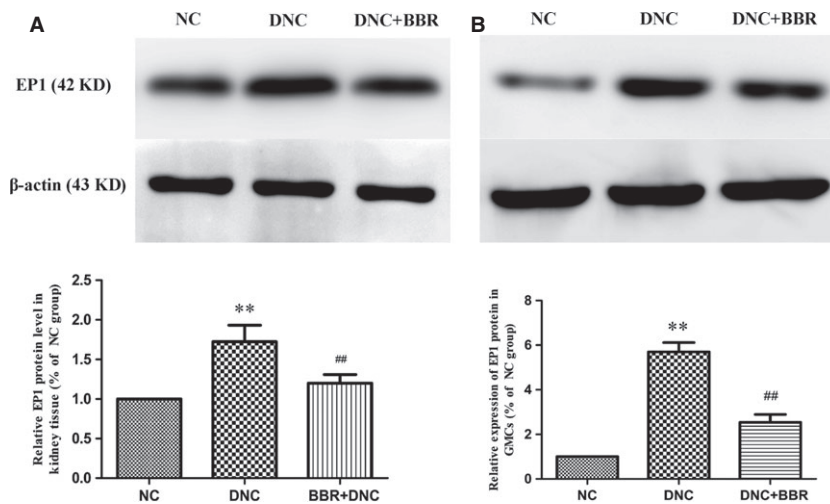 A
NC DNC DNC+BBR
B
NC DNC DNC+BBR
EP1 (42 KD)
β-actin (43 KD)
Relative EP1 protein level in
kidney tissue (% of NC group)
2.5
2.0
1.5
1.0
0.5
0.0
**
##
NC DNC BBR+DNC
Relative expression of EP1 protein in
GMCs (% of NC group)
8
6
4
2
0
**
##
NC DNC DNC+BBR